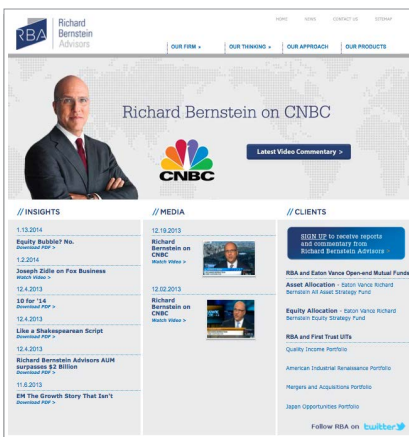 HOME NEWS CONTACT US SITEMAP
RBA
Richard
Bernstein
Advisors
OUR FIRM » OUR THINKING » OUR APPROACH OUR PRODUCTS
Richard Bernstein on CNBC
CNBC
Latest Video Commentary >
// INSIGHTS
1.13.2014
Equity Bubble? No.
Download PDF >
1.2.2014
Joseph Zidle on Fox Business
Watch Video >
12.4.2013
10 for '14
Download PDF >
12.4.2013
Like a Shakespearean Script
Download PDF >
12.4.2013
Richard Bernstein Advisors AUM
surpasses $2 Billion
Download PDF >
11.6.2013
EM The Growth Story That Isn't
Download PDF >
// MEDIA
12.19.2013
Richard
Bernstein on
CNBC
Watch Video >
12.02.2013
Richard
Bernstein on
CNBC
Watch Video >
// CLIENTS
SIGN UP to receive reports
and commentary from
Richard Bernstein Advisors >
RBA and Eaton Vance Open-end Mutual Funds
Asset Allocation - Eaton Vance Richard
Bernstein All Asset Strategy Fund
Equity Allocation - Eaton Vance Richard
Bernstein Equity Strategy Fund
RBA and First Trust UITs
Quality Income Portfolio
American Industrial Renaissance Portfolio
Mergers and Acquisitions Portfolio
Japan Opportunities Portfolio
Follow RBA on twitter